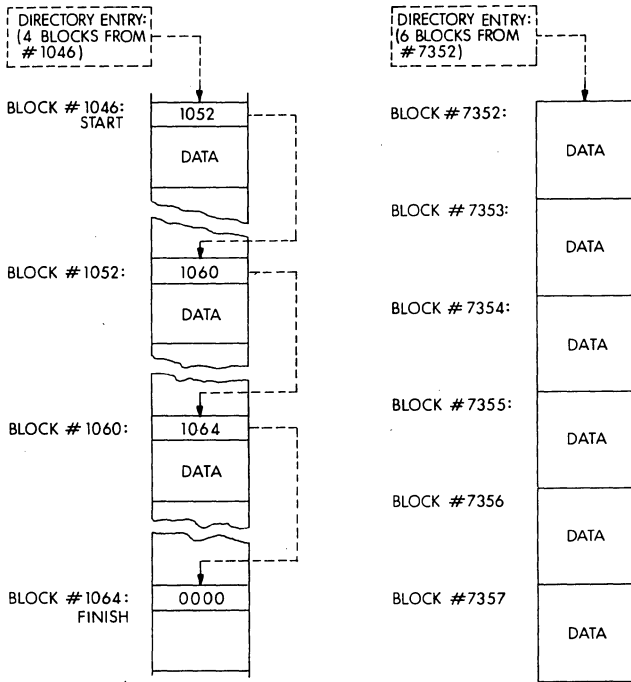 DIRECTORY ENTRY:
(4 BLOCKS FROM
#1046)
BLOCK #1046:
START
1052
DATA
BLOCK #1052:
1060
DATA
BLOCK #1060:
1064
DATA
BLOCK #1064:
FINISH
0000
DIRECTORY ENTRY:
(6 BLOCKS FROM
#7352)
BLOCK #7352:
DATA
BLOCK #7353:
DATA
BLOCK #7354:
DATA
BLOCK #7355:
DATA
BLOCK #7356
DATA
BLOCK #7357
DATA